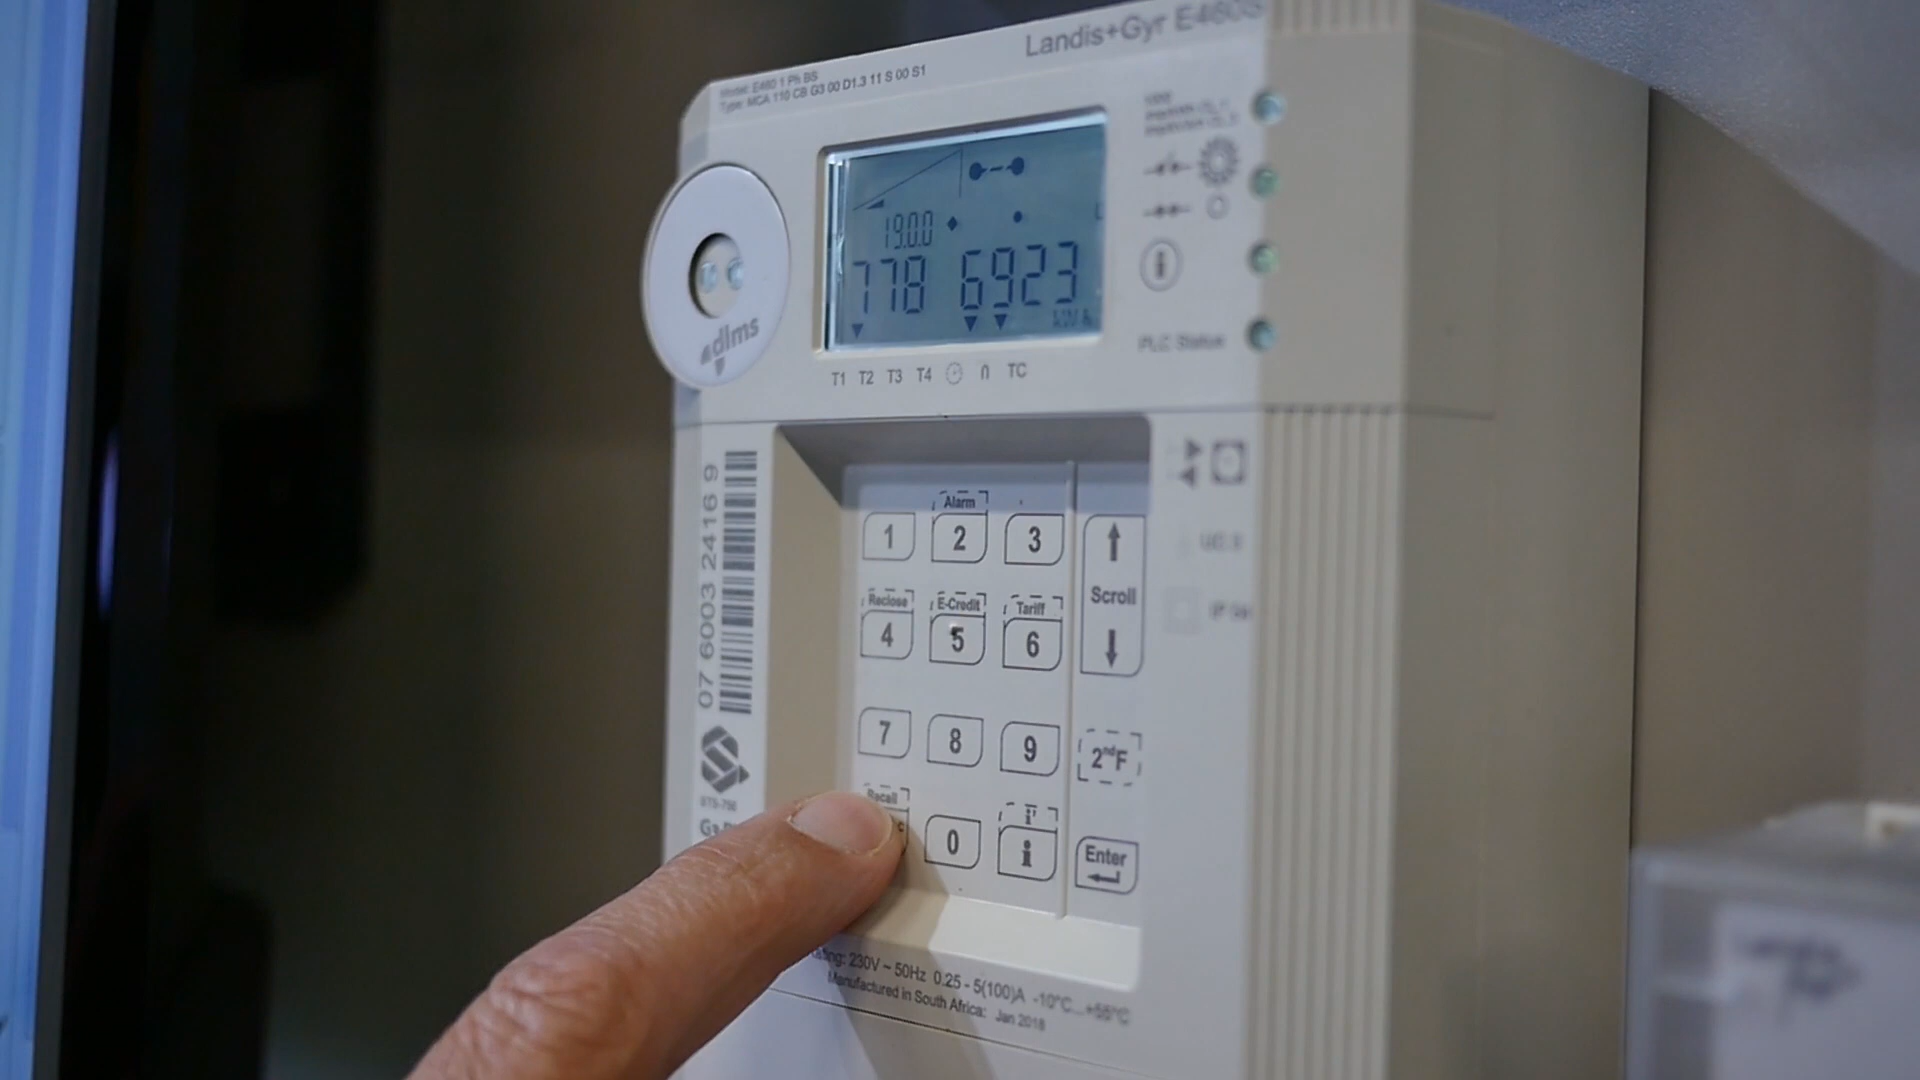 Landis+Gyr E460S
Model: E460 1 Ph BS
Type: MCA 110 CB G3 00 D1.3 11 S 00 S1
19.0.0
778 6923
dlms
PLC Status
T1 T2 T3 T4 TC
07 6003 2416 9
Alarm
1 2 3
Scroll
Reclose E-Credit Tariff
4 5 6
7 8 9 2ndF
Recall i'
c 0 i Enter
STS-756
230V ~ 50Hz 0.25 - 5(100)A -10°C...+55°C
Manufactured in South Africa: Jan 2018